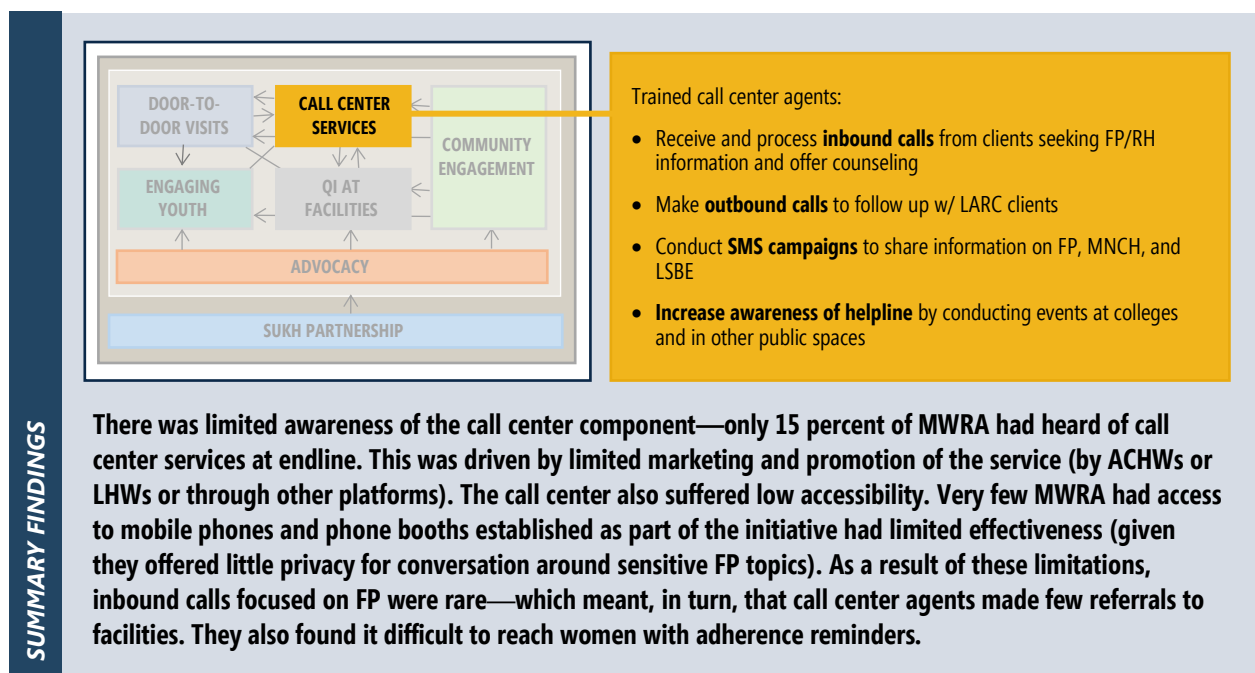 DOOR-TO-
DOOR VISITS
CALL CENTER
SERVICES
COMMUNITY
ENGAGEMENT
ENGAGING
YOUTH
QI AT
FACILITIES
ADVOCACY
SUKH PARTNERSHIP
Trained call center agents:
• Receive and process inbound calls from clients seeking FP/RH
information and offer counseling
• Make outbound calls to follow up w/ LARC clients
• Conduct SMS campaigns to share information on FP, MNCH, and
LSBE
• Increase awareness of helpline by conducting events at colleges
and in other public spaces
SUMMARY FINDINGS
There was limited awareness of the call center component—only 15 percent of MWRA had heard of call
center services at endline. This was driven by limited marketing and promotion of the service (by ACHWs or
LHWs or through other platforms). The call center also suffered low accessibility. Very few MWRA had access
to mobile phones and phone booths established as part of the initiative had limited effectiveness (given
they offered little privacy for conversation around sensitive FP topics). As a result of these limitations,
inbound calls focused on FP were rare—which meant, in turn, that call center agents made few referrals to
facilities. They also found it difficult to reach women with adherence reminders.